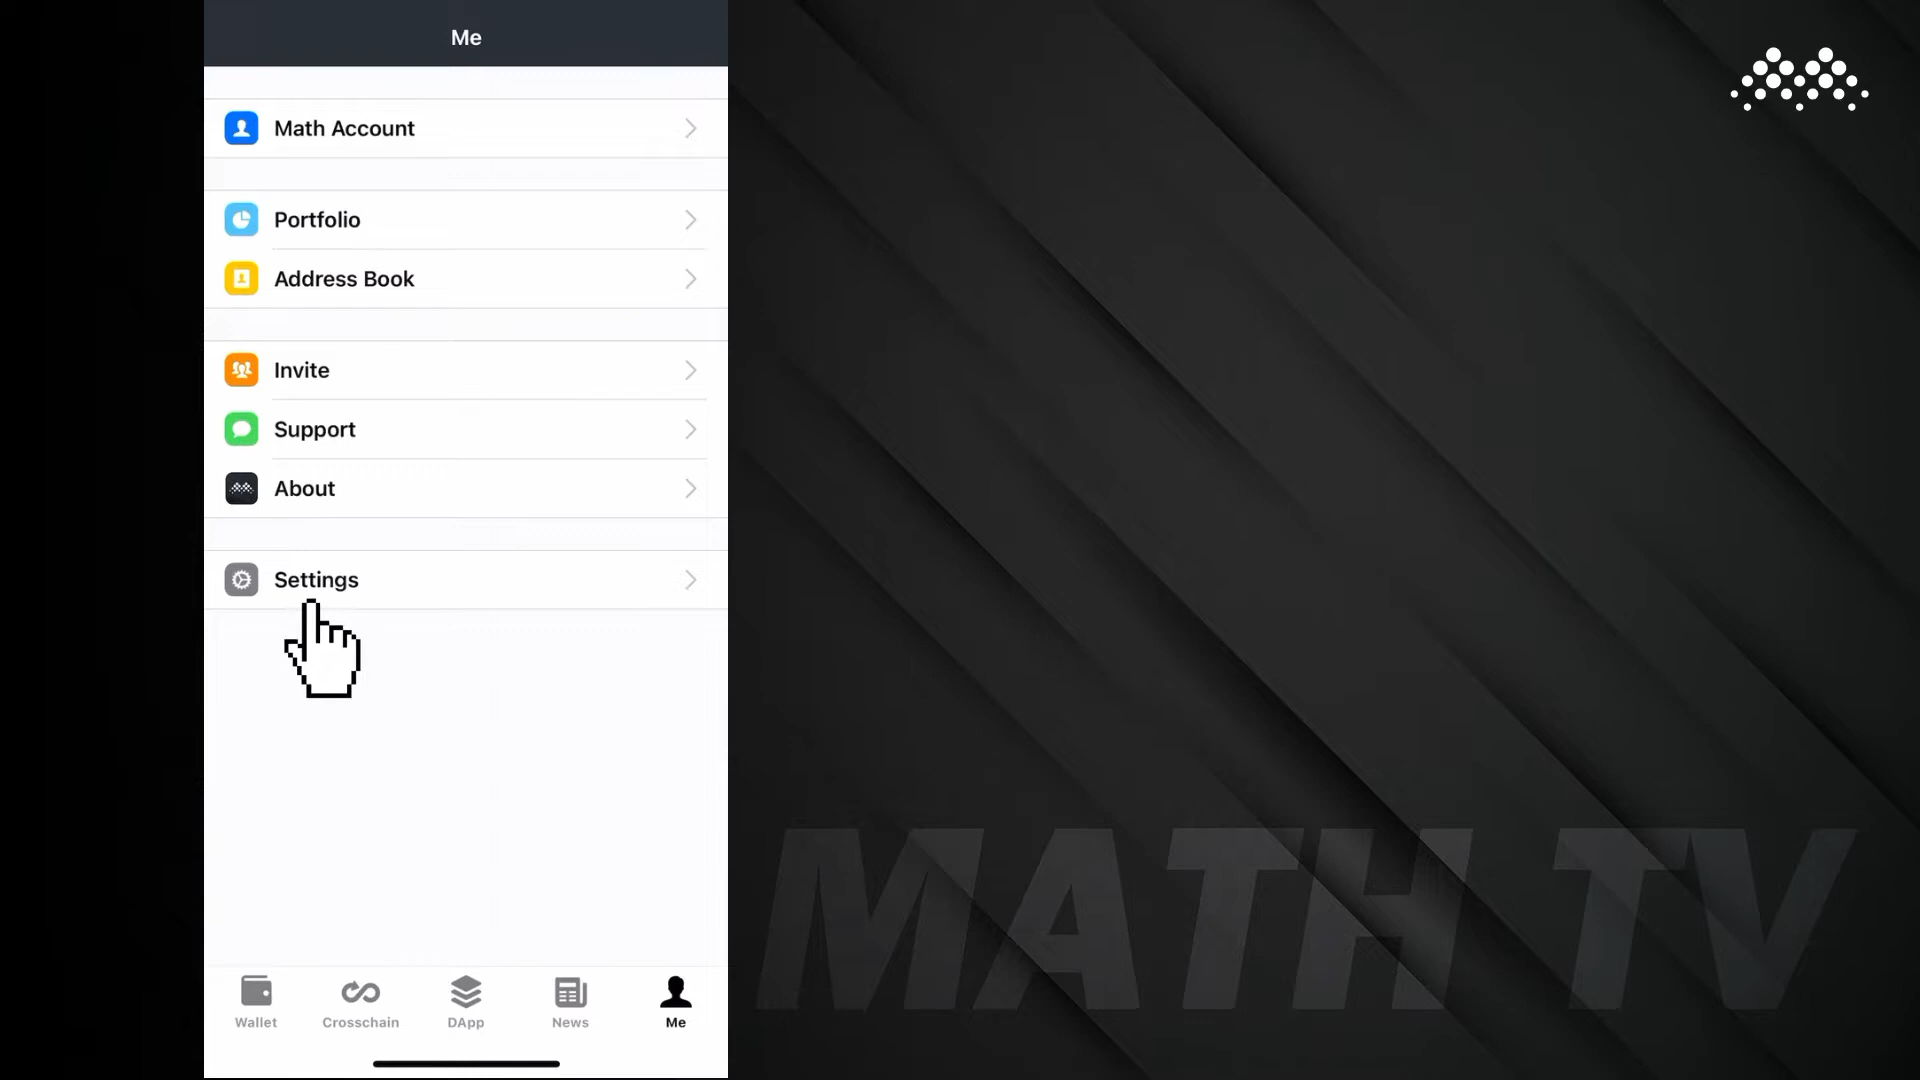 Me
Math Account
Portfolio
Address Book
Invite
Support
About
Settings
Wallet
Crosschain
DApp
News
Me
MATH TV